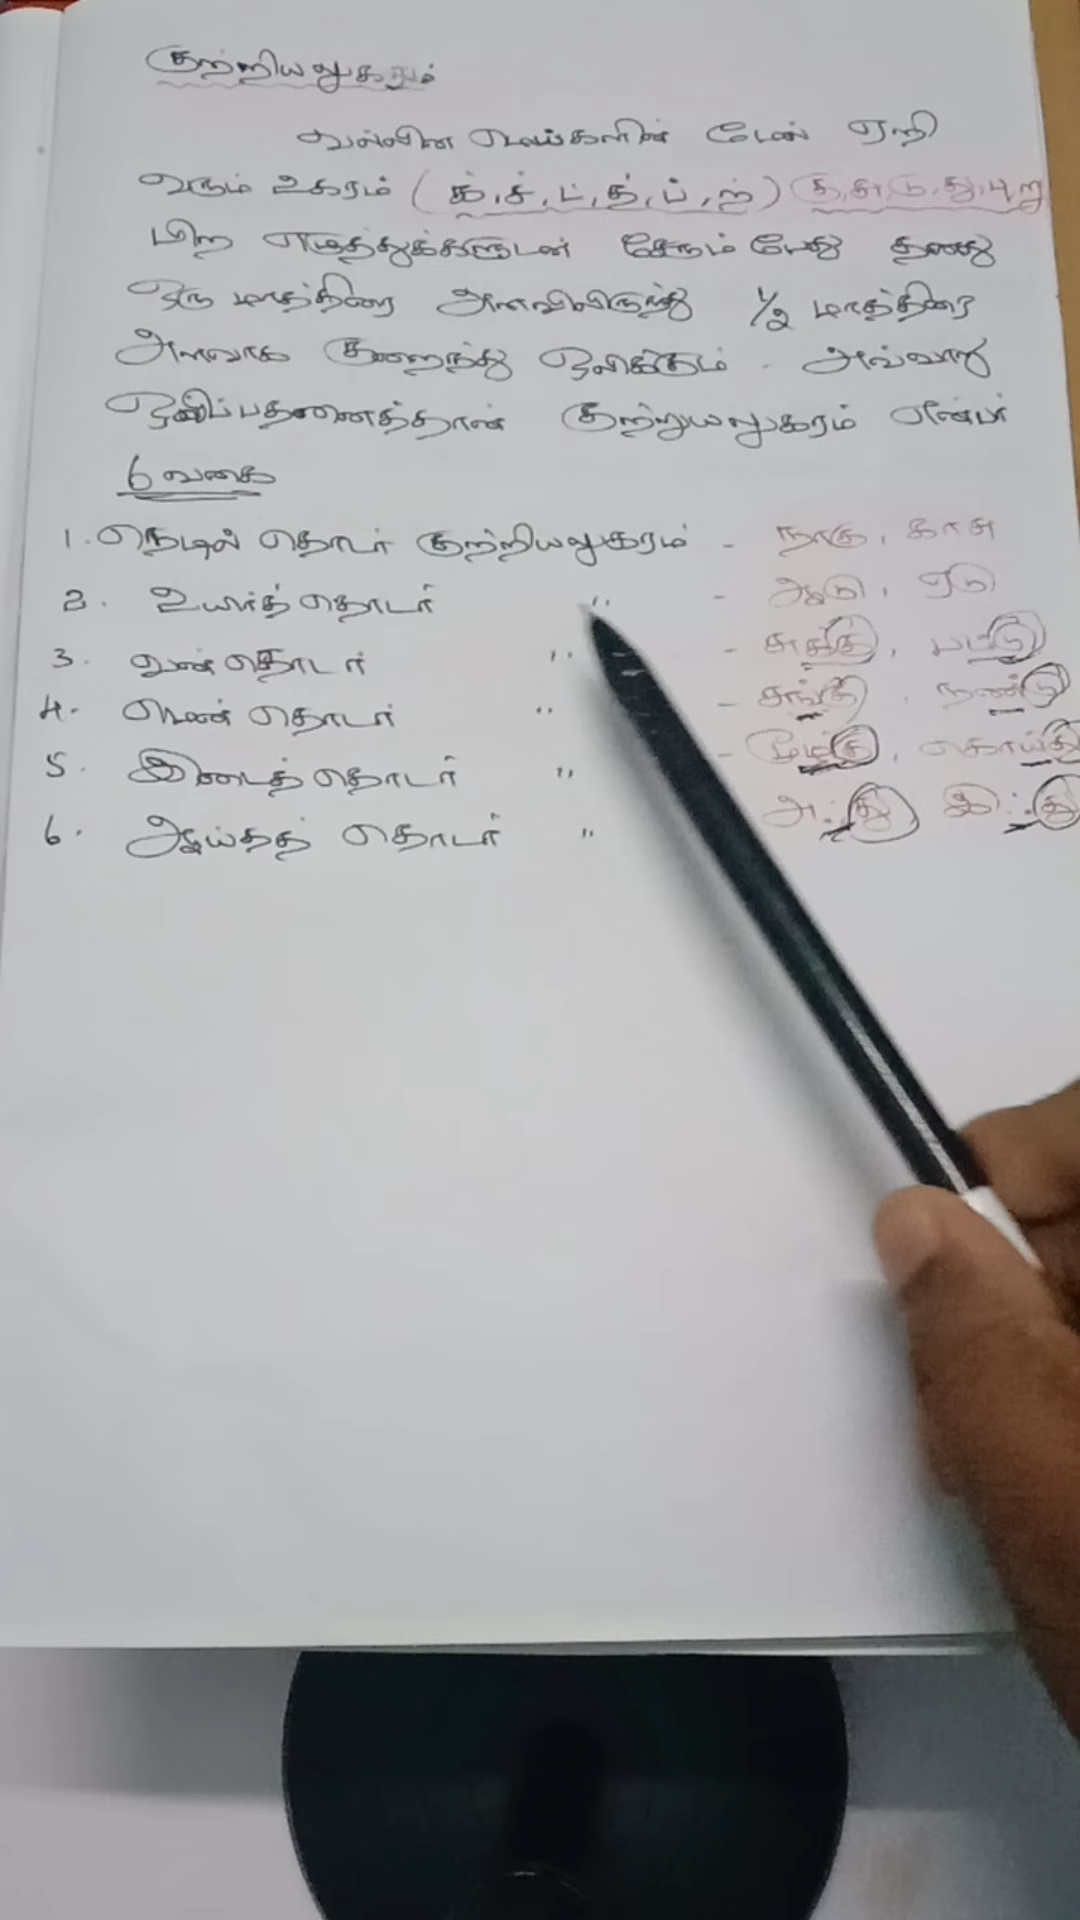 குற்றியலுகரம்
வல்லின மெய்களின் மேல் ஏறி
வரும் உகரம் (க்,ச்,ட்,த்,ப்,ற்) கு,சு,டு,து,பு,று
பிற எழுத்துக்களுடன் சேரும் போது தனது
ஒரு மாத்திரை அளவிலிருந்து 1/2 மாத்திரை
அளவாக குறைந்து ஒலிக்கும் - அவ்வாறு
ஒலிப்பதனைத்தான் குற்றுயலுகரம் என்பர்
6 வகை
1. நெடில் தொடர் குற்றியலுகரம் - நாகு, காசு
2. உயிர்த் தொடர் " - ஆடு, ஏடு
3. வன் தொடர் " - சுக்கு, பட்டு
4. மென் தொடர் " - சங்கு, நண்டு
5. இடைத் தொடர் " - மூழ்கு, கொய்து
6. ஆய்தத் தொடர் " அஃது இஃது